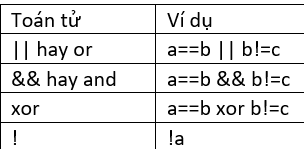 Toán tử Ví dụ
|| hay or a==b || b!=c
&& hay and a==b && b!=c
xor a==b xor b!=c
! !a